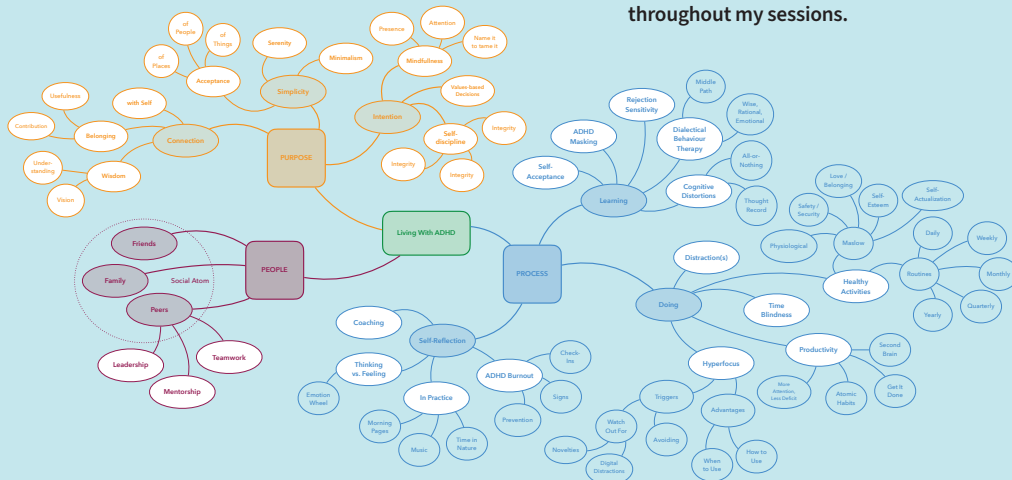 throughout my sessions.
of
People
of
Things
of
Places
Acceptance
Serenity
Minimalism
Simplicity
Presence
Attention
Name it
to tame it
Mindfullness
Values-based
Decisions
Intention
Self-
discipline
Integrity
Integrity
Integrity
Usefulness
with Self
Contribution
Belonging
Connection
Under-
standing
Wisdom
Vision
PURPOSE
Living With ADHD
PEOPLE
Friends
Family
Social Atom
Peers
Leadership
Teamwork
Mentorship
PROCESS
Learning
Self-
Acceptance
ADHD
Masking
Rejection
Sensitivity
Dialectical
Behaviour
Therapy
Middle
Path
Wise,
Rational,
Emotional
Cognitive
Distortions
All-or-
Nothing
Thought
Record
Doing
Distraction(s)
Healthy
Activities
Maslow
Physiological
Safety /
Security
Love /
Belonging
Self-
Esteem
Self-
Actualization
Routines
Daily
Weekly
Monthly
Quarterly
Yearly
Time
Blindness
Productivity
Second
Brain
Get It
Done
Atomic
Habits
More
Attention,
Less Deficit
Hyperfocus
Triggers
Watch
Out For
Novelties
Digital
Distractions
Avoiding
Advantages
When
to Use
How to
Use
Self-Reflection
Coaching
Thinking
vs. Feeling
Emotion
Wheel
In Practice
Morning
Pages
Music
Time in
Nature
ADHD Burnout
Check-
Ins
Signs
Prevention